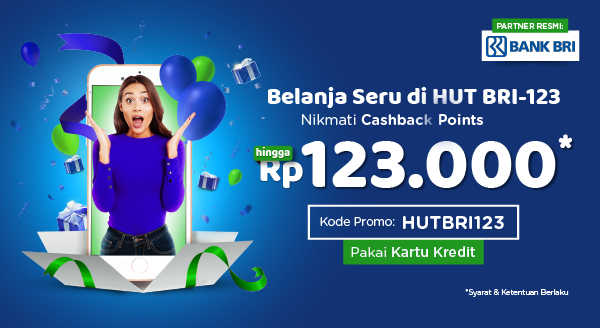 PARTNER RESMI:
BANK BRI
Belanja Seru di HUT BRI-123
Nikmati Cashback Points
hingga
Rp123.000*
Kode Promo: HUTBRI123
Pakai Kartu Kredit
*Syarat & Ketentuan Berlaku